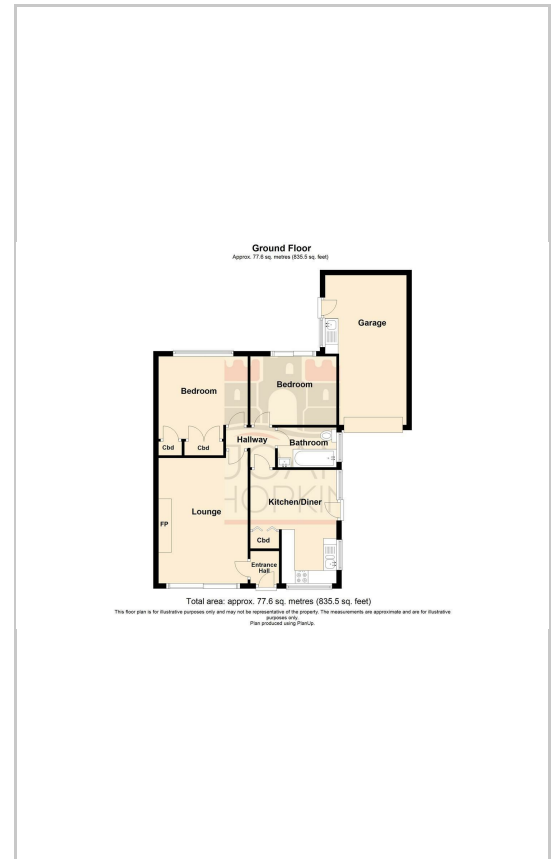 Ground Floor
Approx. 77.6 sq. metres (835.5 sq. feet)
Garage
Bedroom
Bedroom
Cbd
Cbd
Hallway
Bathroom
Kitchen/Diner
Lounge
FP
Cbd
Entrance
Hall
JOAN
HOPKIN
Total area: approx. 77.6 sq. metres (835.5 sq. feet)
This floor plan is for illustrative purposes only and may not be representative of the property. The measurements are approximate and are for illustrative
purposes only.
Plan produced using PlanUp.